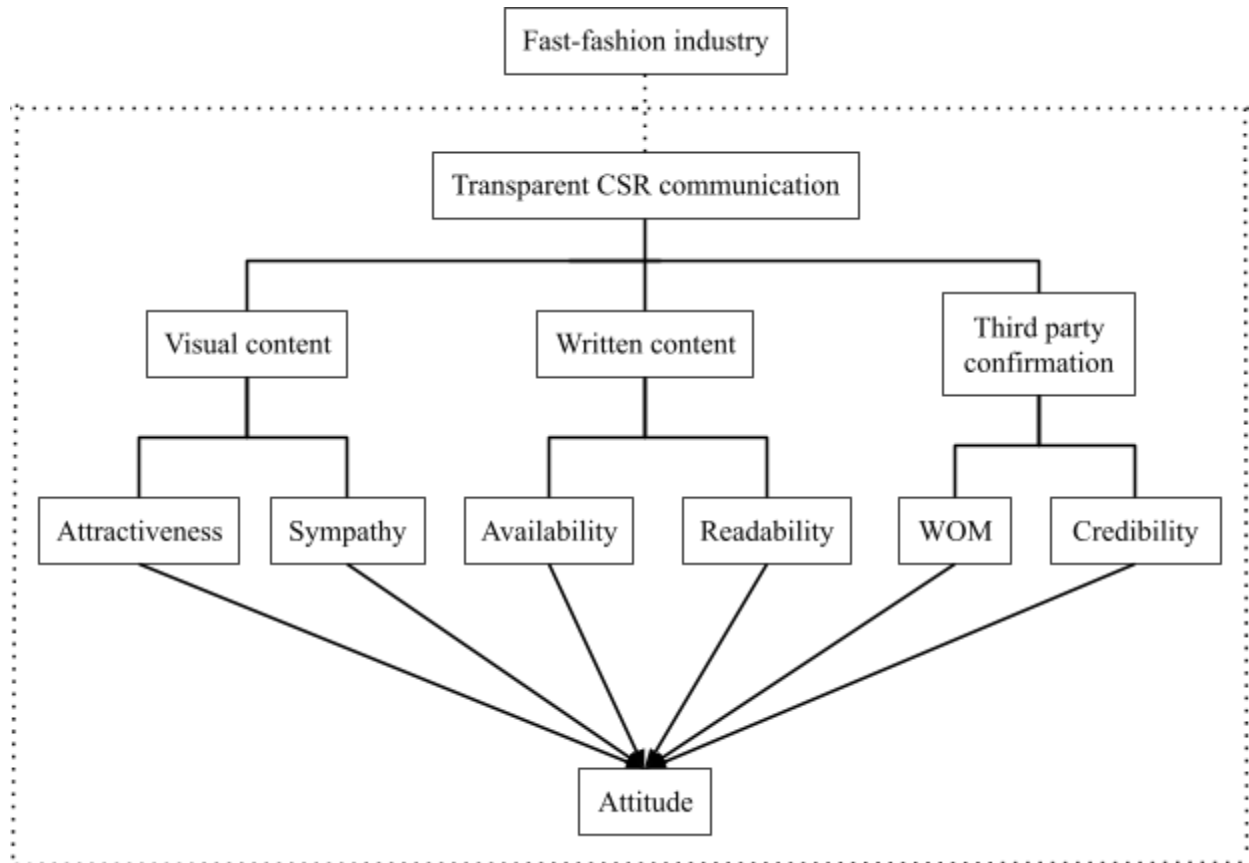 Fast-fashion industry
Transparent CSR communication
Visual content
Written content
Third party
confirmation
Attractiveness
Sympathy
Availability
Readability
WOM
Credibility
Attitude